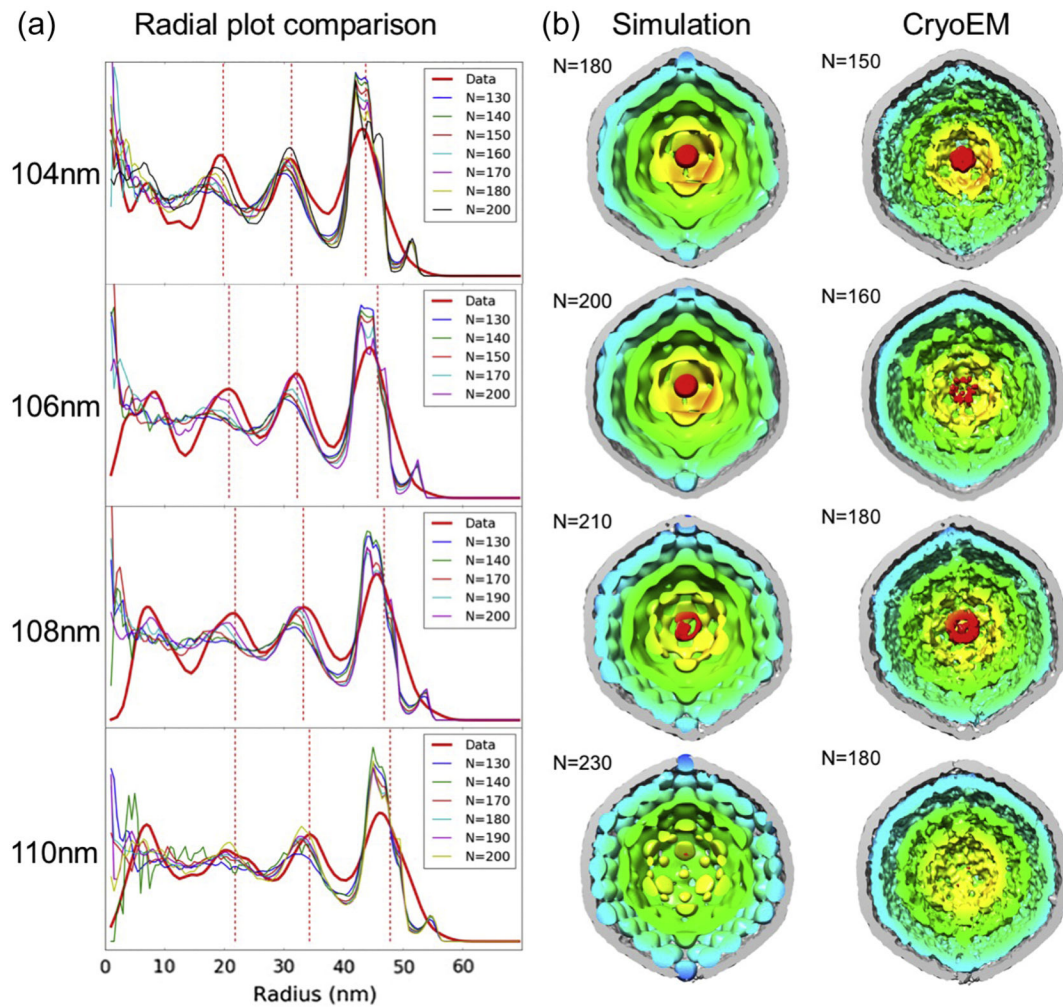 (a) Radial plot comparison
104nm
Data
N=130
N=140
N=150
N=160
N=170
N=180
N=200
106nm
Data
N=130
N=140
N=150
N=170
N=200
108nm
Data
N=130
N=140
N=170
N=190
N=200
110nm
Data
N=130
N=140
N=170
N=180
N=190
N=200
0 10 20 30 40 50 60
Radius (nm)
(b) Simulation CryoEM
N=180 N=150
N=200 N=160
N=210 N=180
N=230 N=180